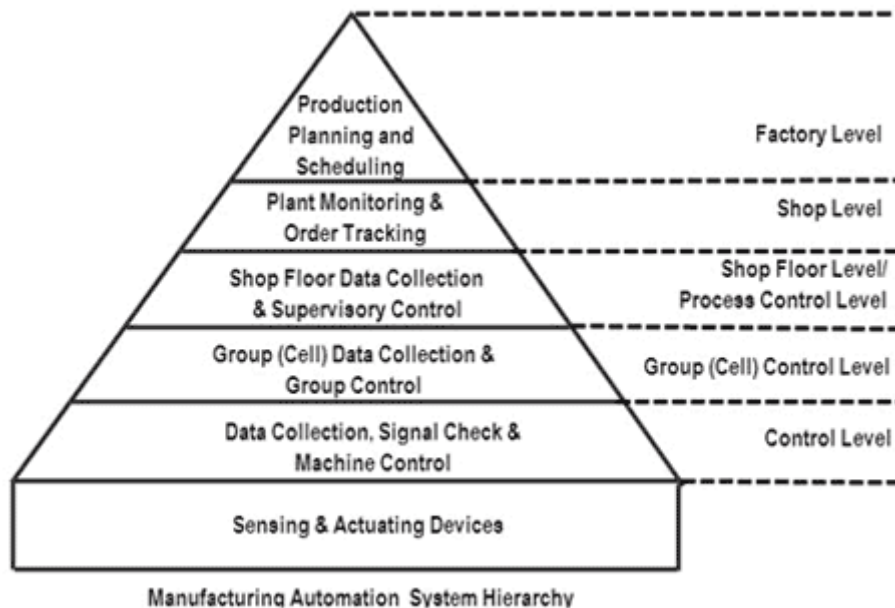 Production
Planning and
Scheduling
Factory Level
Plant Monitoring &
Order Tracking
Shop Level
Shop Floor Data Collection
& Supervisory Control
Shop Floor Level/
Process Control Level
Group (Cell) Data Collection &
Group Control
Group (Cell) Control Level
Data Collection, Signal Check &
Machine Control
Control Level
Sensing & Actuating Devices
Manufacturing Automation System Hierarchy